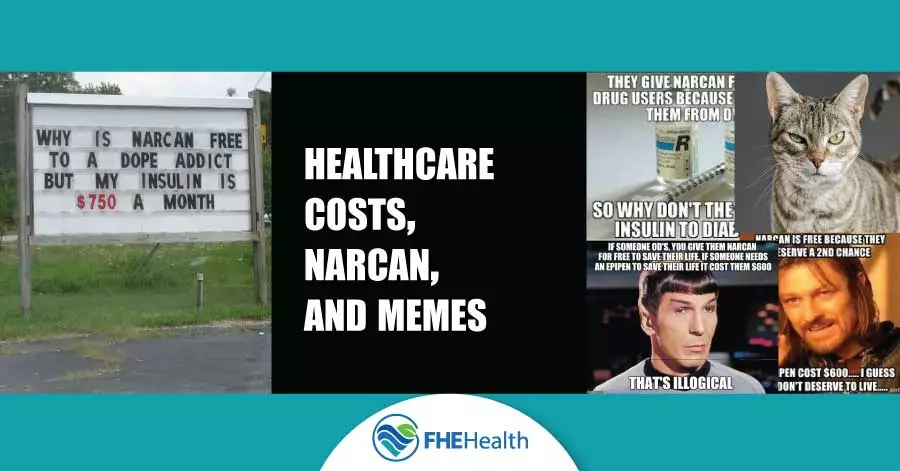 WHY IS NARCAN FREE
TO A DOPE ADDICT
BUT MY INSULIN IS
$750 A MONTH
HEALTHCARE
COSTS,
NARCAN,
AND MEMES
THEY GIVE NARCAN F
DRUG USERS BECAUSE
THEM FROM D
R
SO WHY DON'T THE
INSULIN TO DIAB
IF SOMEONE OD'S, YOU GIVE THEM NARCAN
FOR FREE TO SAVE THEIR LIFE, IF SOMEONE NEEDS
AN EPIPEN TO SAVE THEIR LIFE IT COST THEM $600
THAT'S ILLOGICAL
NARCAN IS FREE BECAUSE THEY
ESERVE A 2ND CHANCE
PEN COST $600..... I GUESS
DON'T DESERVE TO LIVE.....
FHEHealth